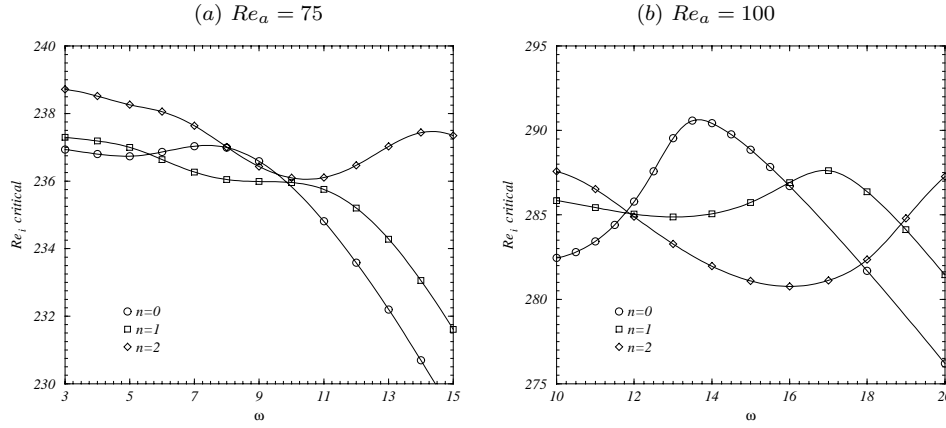 (a) Re_a = 75
(b) Re_a = 100
240
238
236
234
232
230
Re_i critical
3 5 7 9 11 13 15
ω
n=0
n=1
n=2
295
290
285
280
275
Re_i critical
10 12 14 16 18 20
ω
n=0
n=1
n=2